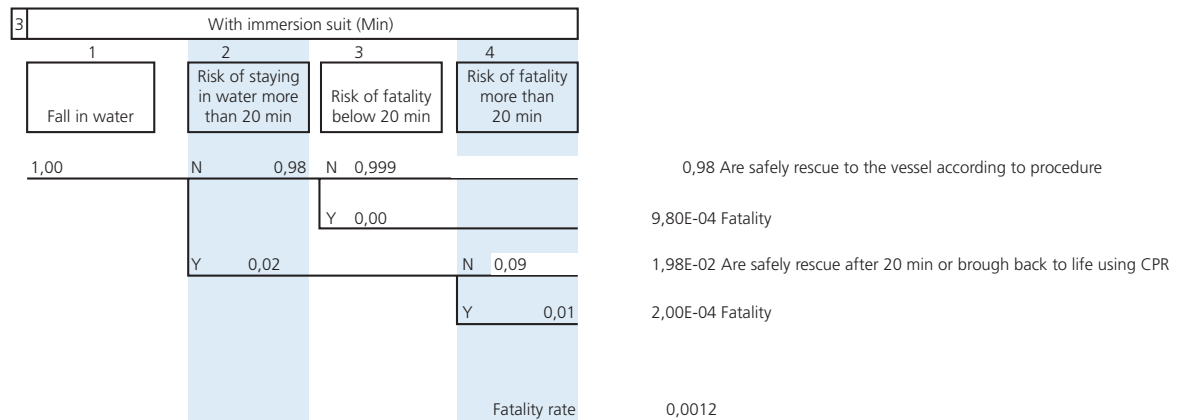 3 With immersion suit (Min)
1 2 3 4
Fall in water
Risk of staying
in water more
than 20 min
Risk of fatality
below 20 min
Risk of fatality
more than
20 min
1,00 N 0,98 N 0,999 0,98 Are safely rescue to the vessel according to procedure
Y 0,00 9,80E-04 Fatality
Y 0,02 N 0,09 1,98E-02 Are safely rescue after 20 min or brough back to life using CPR
Y 0,01 2,00E-04 Fatality
Fatality rate 0,0012